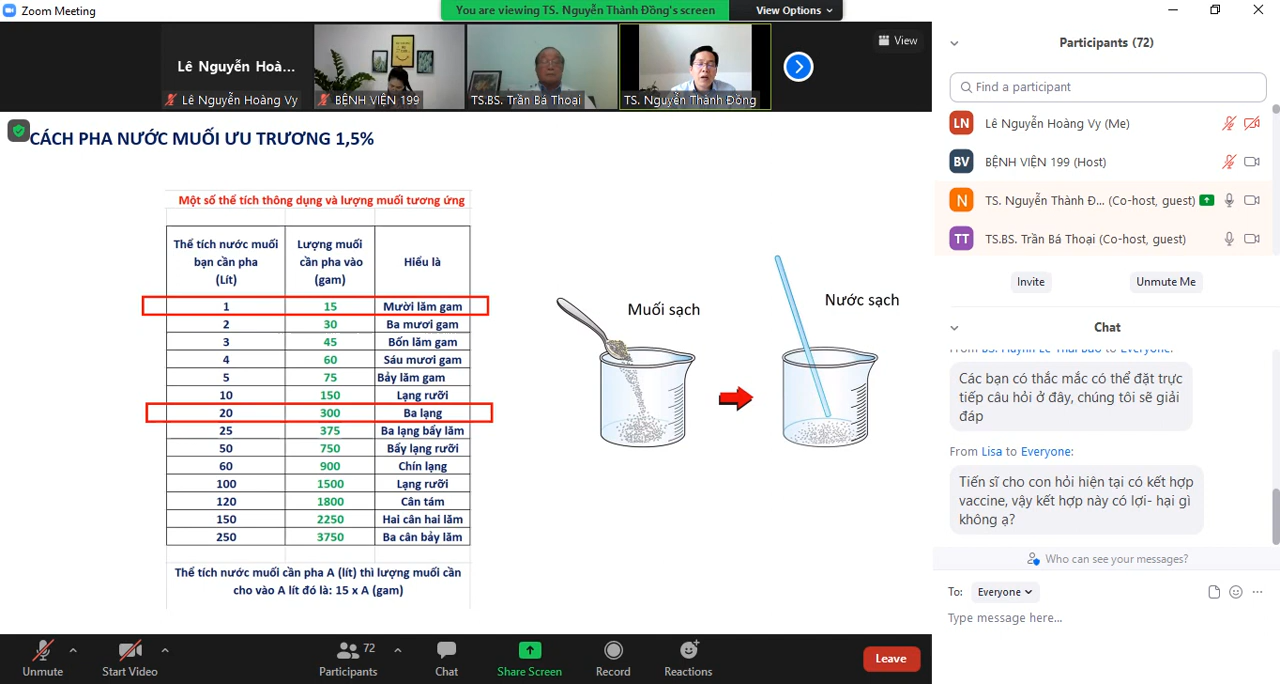 Zoom Meeting
You are viewing TS. Nguyễn Thành Đồng's screen
View Options
Lê Nguyễn Hoà...
Lê Nguyễn Hoàng Vy
BỆNH VIỆN 199
TS.BS. Trần Bá Thoại
TS. Nguyễn Thành Đồng
View
CÁCH PHA NƯỚC MUỐI ƯU TRƯƠNG 1,5%
Một số thể tích thông dụng và lượng muối tương ứng
Thể tích nước muối bạn cần pha (Lít) Lượng muối cần pha vào (gam) Hiểu là
1 15 Mười lăm gam
2 30 Ba mươi gam
3 45 Bốn lăm gam
4 60 Sáu mươi gam
5 75 Bảy lăm gam
10 150 Lạng rưỡi
20 300 Ba lạng
25 375 Ba lạng bẩy lăm
50 750 Bẩy lạng rưỡi
60 900 Chín lạng
100 1500 Lạng rưỡi
120 1800 Cân tám
150 2250 Hai cân hai lăm
250 3750 Ba cân bảy lăm
Thể tích nước muối cần pha A (lít) thì lượng muối cần
cho vào A lít đó là: 15 x A (gam)
Muối sạch
Nước sạch
Participants (72)
Find a participant
LN Lê Nguyễn Hoàng Vy (Me)
BV BỆNH VIỆN 199 (Host)
N TS. Nguyễn Thành Đ... (Co-host, guest)
TT TS.BS. Trần Bá Thoại (Co-host, guest)
Invite
Unmute Me
Chat
Các bạn có thắc mắc có thể đặt trực
tiếp câu hỏi ở đây, chúng tôi sẽ giải
đáp
From Lisa to Everyone:
Tiến sĩ cho con hỏi hiện tại có kết hợp
vaccine, vậy kết hợp này có lợi- hại gì
không ạ?
Who can see your messages?
To: Everyone
Type message here...
Unmute
Start Video
72
Participants
Chat
Share Screen
Record
Reactions
Leave